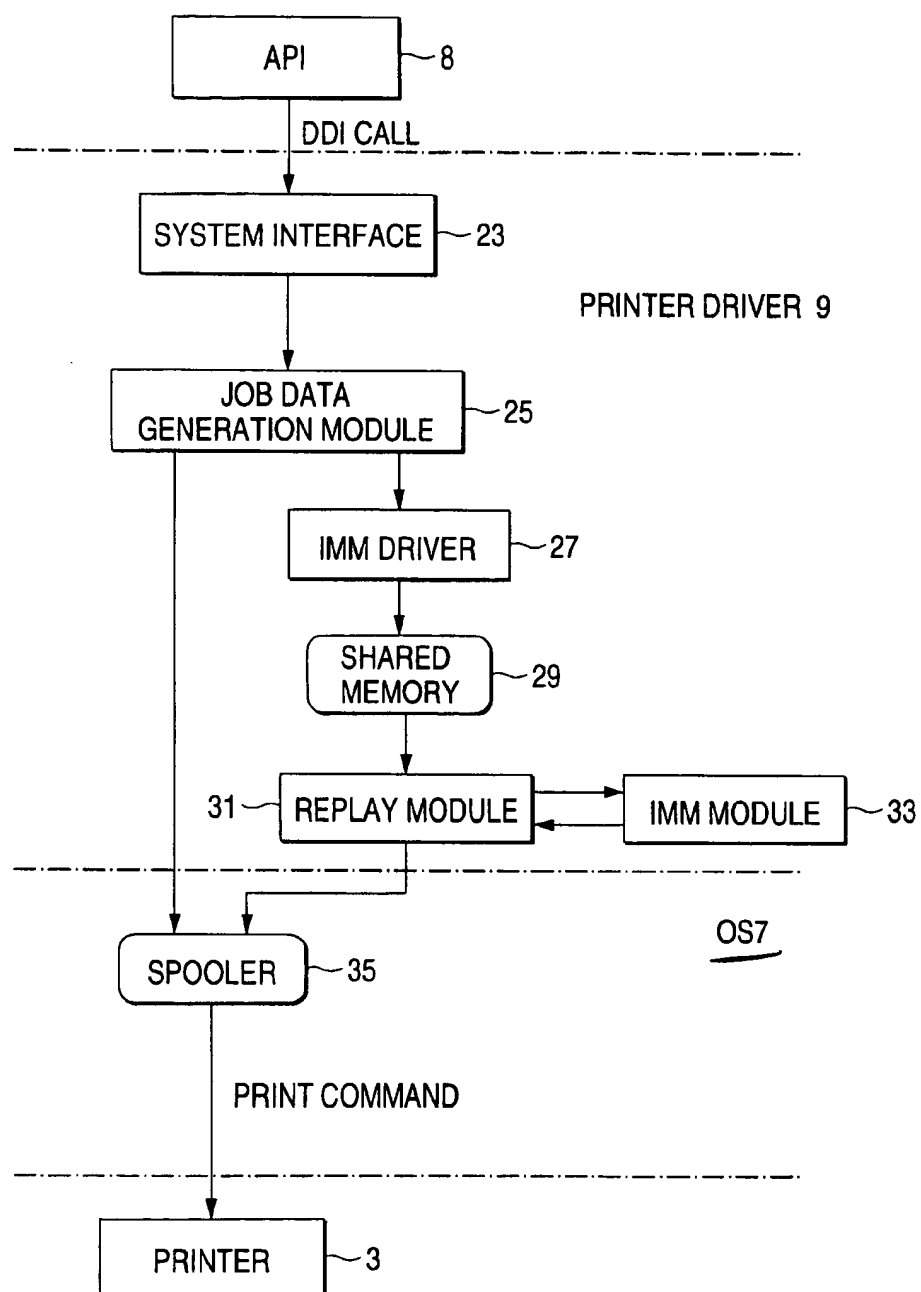 API
8
DDI CALL
SYSTEM INTERFACE
23
PRINTER DRIVER 9
JOB DATA
GENERATION MODULE
25
IMM DRIVER
27
SHARED
MEMORY
29
31
REPLAY MODULE
IMM MODULE
33
OS7
SPOOLER
35
PRINT COMMAND
PRINTER
3